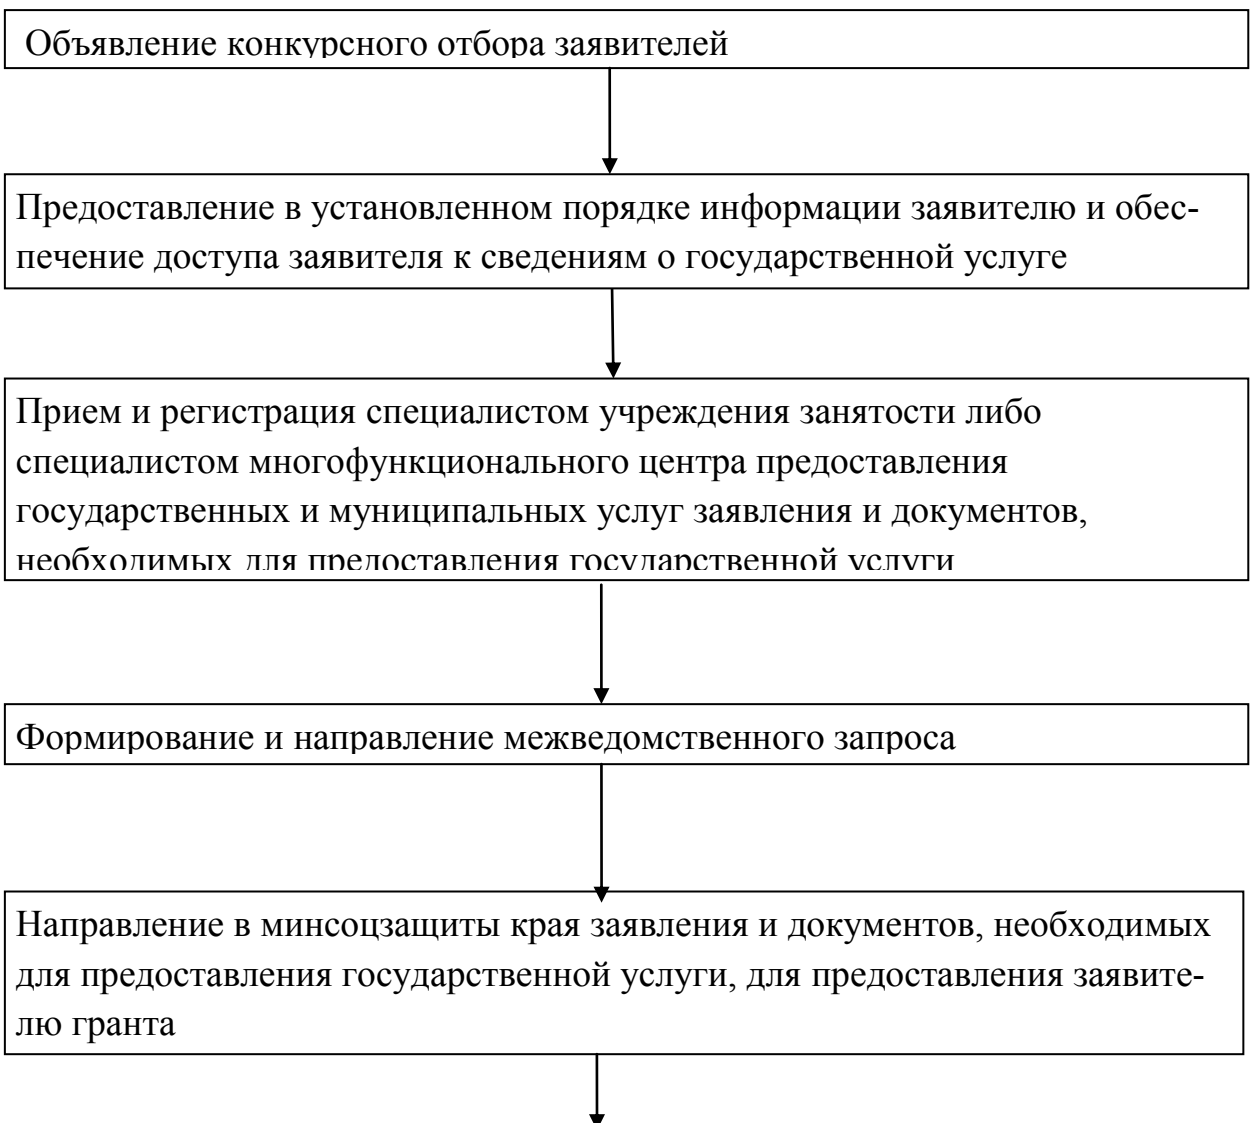 Объявление конкурсного отбора заявителей
Предоставление в установленном порядке информации заявителю и обес-
печение доступа заявителя к сведениям о государственной услуге
Прием и регистрация специалистом учреждения занятости либо
специалистом многофункционального центра предоставления
государственных и муниципальных услуг заявления и документов,
необходимых для предоставления государственной услуги
Формирование и направление межведомственного запроса
Направление в минсоцзащиты края заявления и документов, необходимых
для предоставления государственной услуги, для предоставления заявите-
лю гранта